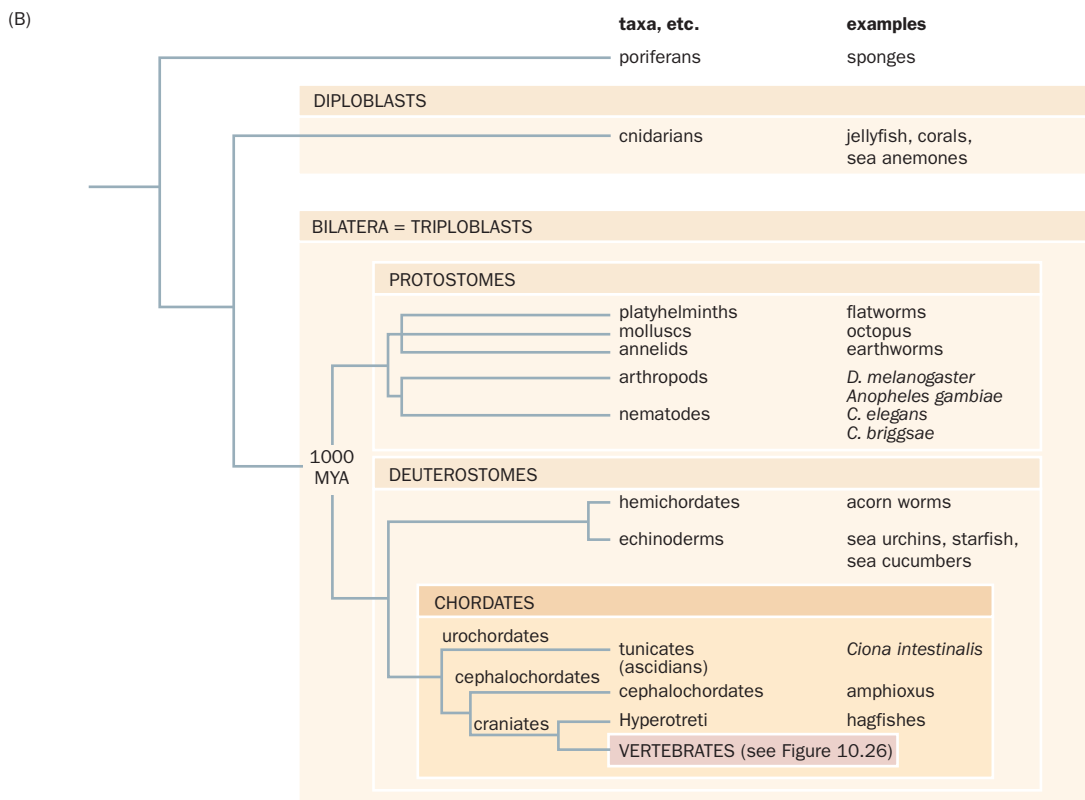 (B)
taxa, etc. examples
poriferans sponges
DIPLOBLASTS
cnidarians jellyfish, corals,
sea anemones
BILATERA = TRIPLOBLASTS
PROTOSTOMES
platyhelminths flatworms
molluscs octopus
annelids earthworms
arthropods D. melanogaster
Anopheles gambiae
nematodes C. elegans
C. briggsae
1000
MYA
DEUTEROSTOMES
hemichordates acorn worms
echinoderms sea urchins, starfish,
sea cucumbers
CHORDATES
urochordates
tunicates Ciona intestinalis
(ascidians)
cephalochordates
cephalochordates amphioxus
craniates
Hyperotreti hagfishes
VERTEBRATES (see Figure 10.26)